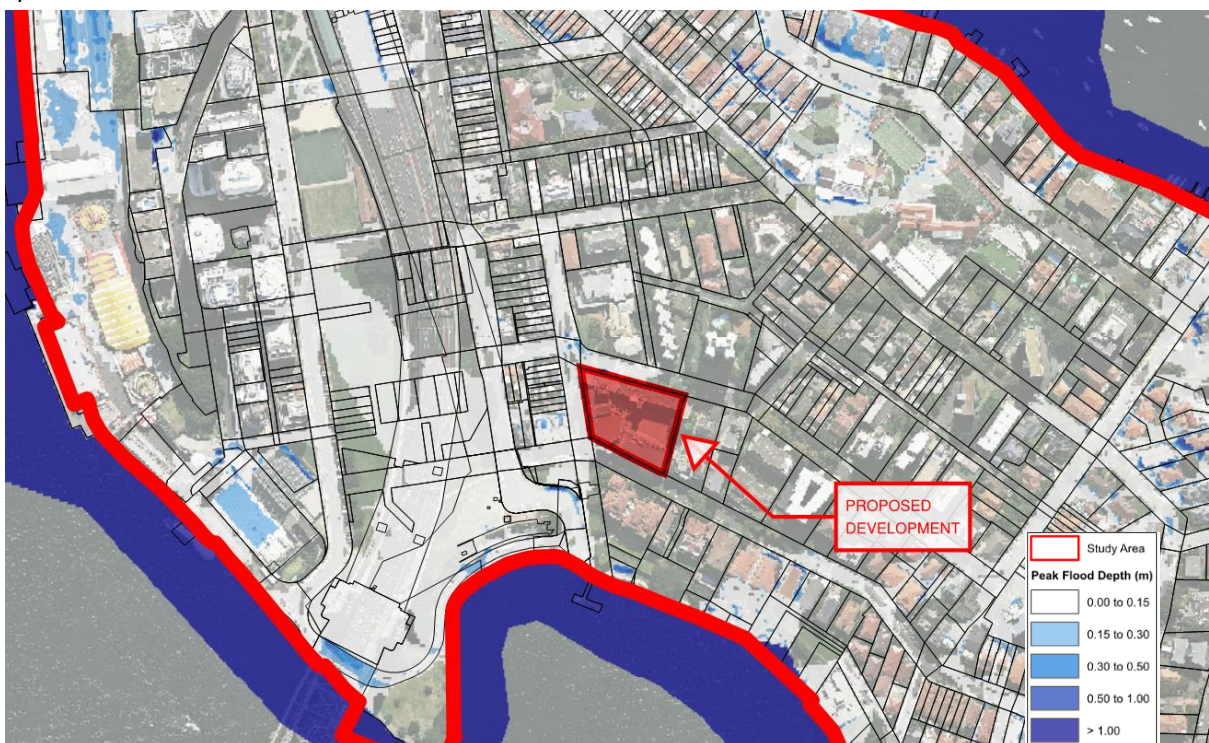 PROPOSED
DEVELOPMENT
Study Area
Peak Flood Depth (m)
0.00 to 0.15
0.15 to 0.30
0.30 to 0.50
0.50 to 1.00
> 1.00